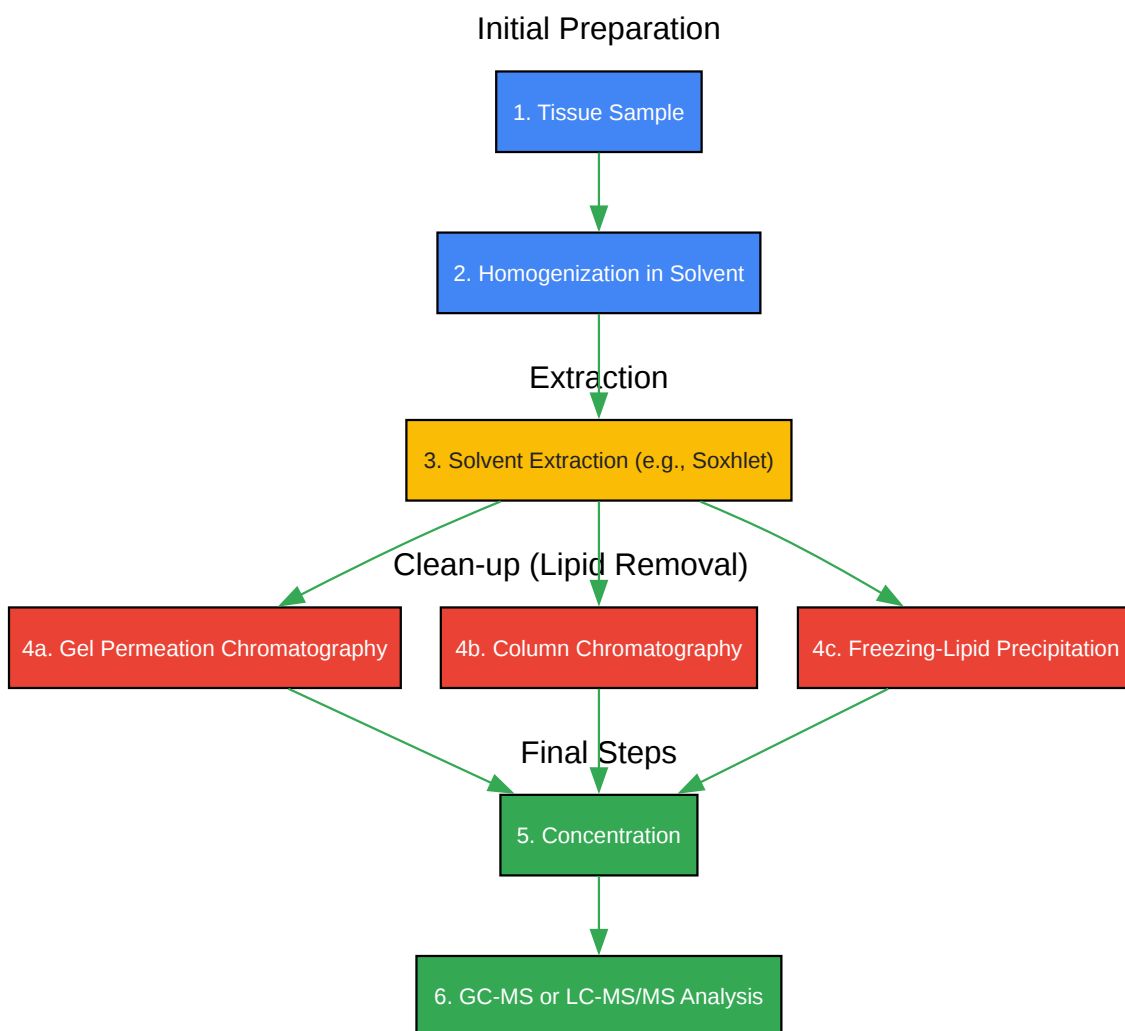 Initial Preparation
1. Tissue Sample
2. Homogenization in Solvent
Extraction
3. Solvent Extraction (e.g., Soxhlet)
Clean-up (Lipid Removal)
4a. Gel Permeation Chromatography
4b. Column Chromatography
4c. Freezing-Lipid Precipitation
Final Steps
5. Concentration
6. GC-MS or LC-MS/MS Analysis